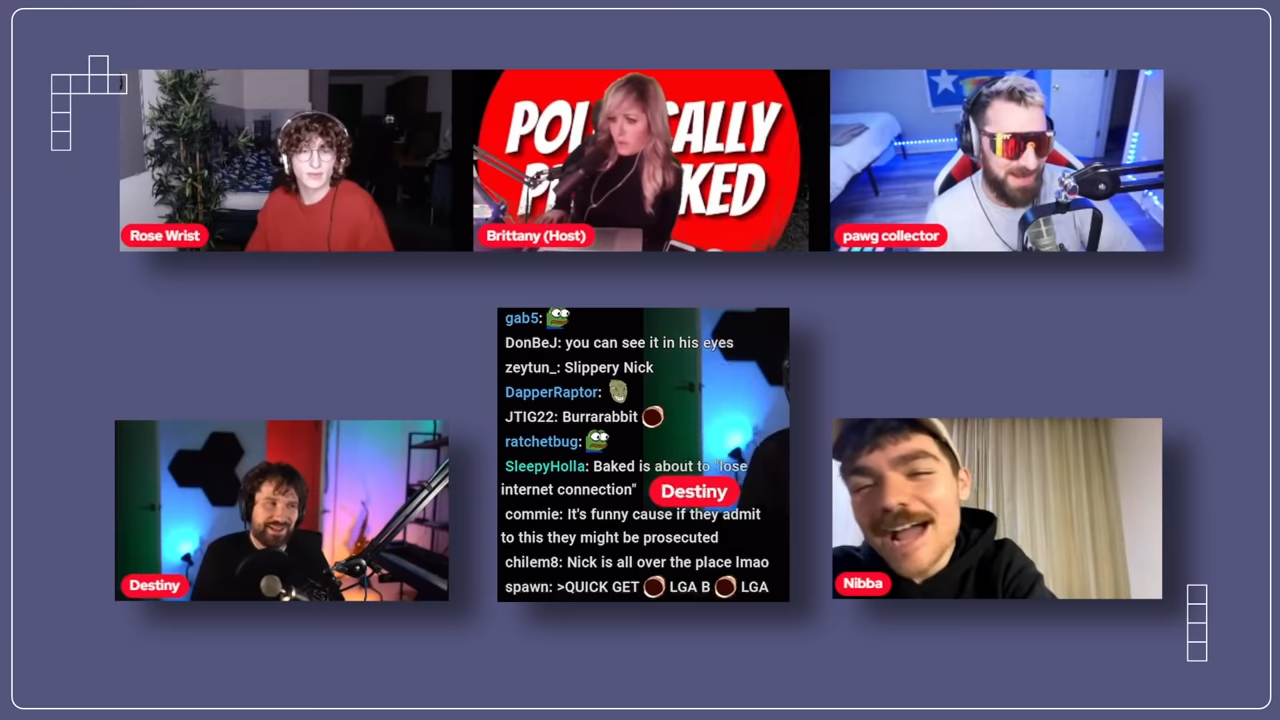 POLITICALLY
PROVOKED
Rose Wrist
Brittany (Host)
pawg collector
gab5:
DonBeJ: you can see it in his eyes
zeytun_: Slippery Nick
DapperRaptor:
JTIG22: Burrarabbit
ratchetbug:
SleepyHolla: Baked is about to "lose
internet connection"
Destiny
commie: It's funny cause if they admit
to this they might be prosecuted
chilem8: Nick is all over the place lmao
spawn: >QUICK GET LGA B LGA
Destiny
Nibba